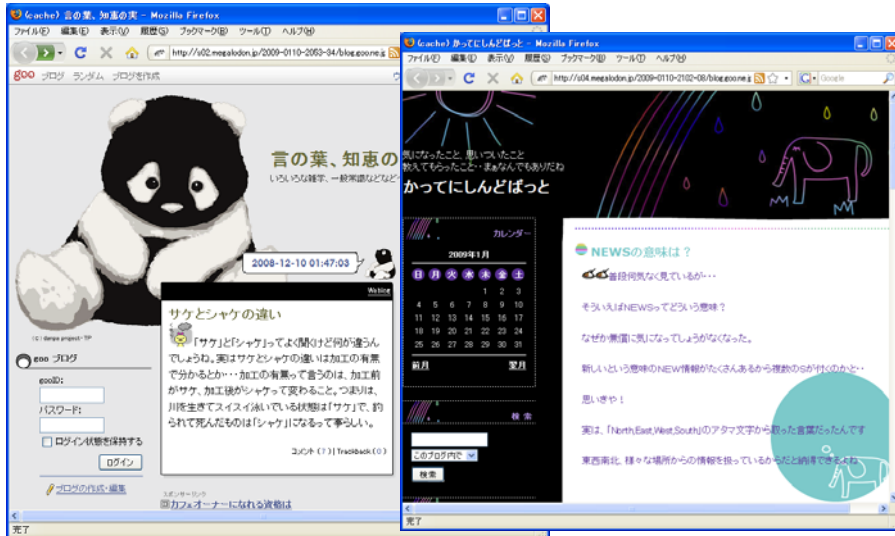 (cache) 言の葉、知恵の実 - Mozilla Firefox
ファイル(F) 編集(E) 表示(V) 履歴(S) ブックマーク(B) ツール(T) ヘルプ(H)
http://s02.megalodon.jp/2009-0110-2053-34/blog.goo.ne.j
goo ブログ ランダム ブログを作成
言の葉、知恵の
いろいろな雑学、一般常識などなど
2008-12-10 01:47:03
Weblog
サケとシャケの違い
「サケ」と「シャケ」ってよく聞くけど何が違うん
でしょうね。実はサケとシャケの違いは加工の有無
で分かるとか・・・加工の有無って言うのは、加工前
がサケ、加工後がシャケって変わること。つまりは、
川を生きてスイスイ泳いでいる状態は「サケ」で、釣
られて死んだものは「シャケ」になるって事らしい。
コメント (7) | Trackback (0)
goo ブログ
gooID:
パスワード:
ログイン状態を保持する
ログイン
ブログの作成・編集
スポンサーリンク
カフェオーナーになれる資格は
完了
(cache) かってにしんどばっと - Mozilla Firefox
ファイル(F) 編集(E) 表示(V) 履歴(S) ブックマーク(B) ツール(T) ヘルプ(H)
http://s04.megalodon.jp/2009-0110-2102-08/blog.goo.ne.j
Google
気になったこと、思いついたこと
教えてもらったこと・・まぁなんでもありだね
かってにしんどばっと
カレンダー
2009年1月
日 月 火 水 木 金 土
1 2 3
4 5 6 7 8 9 10
11 12 13 14 15 16 17
18 19 20 21 22 23 24
25 26 27 28 29 30 31
前月 翌月
検 索
このブログ内で
検索
NEWSの意味は？
普段何気なく見ているが・・・
そういえばNEWSってどういう意味？
なぜか無償に気になってしょうがなくなった。
新しいという意味のNEW情報がたくさんあるから複数のSが付くのかと・・
思いきや！
実は、「North,East,West,South」のアタマ文字から取った言葉だったんです
東西南北、様々な場所からの情報を扱っているからだと納得できるよね
完了